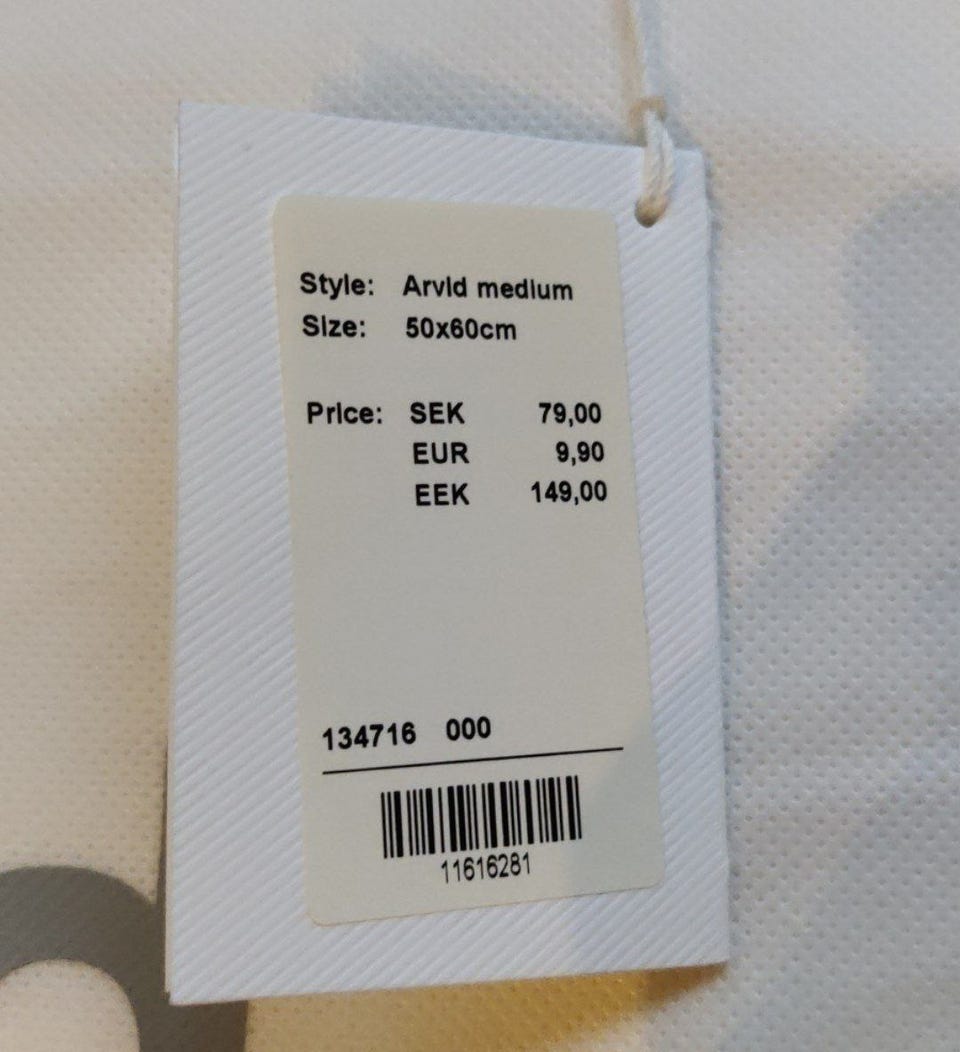 Style: Arvid medium
Size: 50x60cm
Price: SEK 79,00
EUR 9,90
EEK 149,00
134716 000
11616281